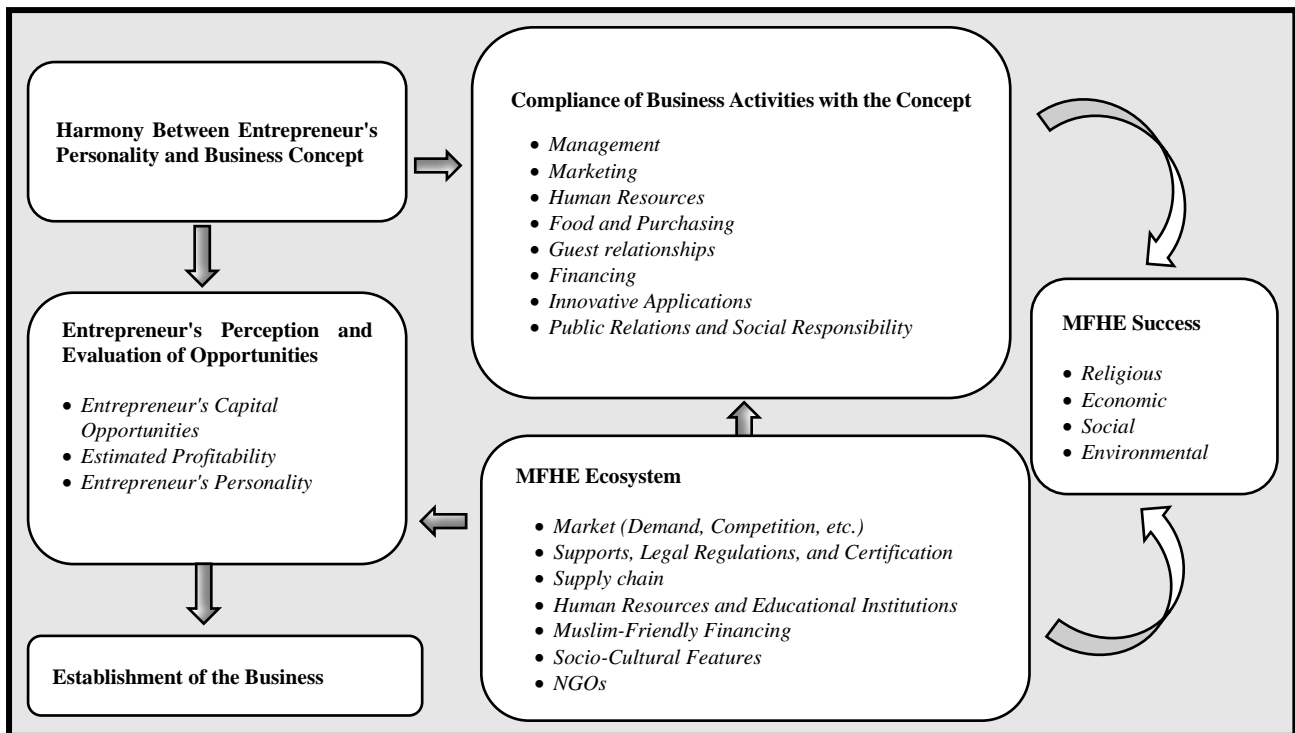 Harmony Between Entrepreneur's
Personality and Business Concept
Compliance of Business Activities with the Concept
• Management
• Marketing
• Human Resources
• Food and Purchasing
• Guest relationships
• Financing
• Innovative Applications
• Public Relations and Social Responsibility
Entrepreneur's Perception and
Evaluation of Opportunities
• Entrepreneur's Capital
Opportunities
• Estimated Profitability
• Entrepreneur's Personality
MFHE Success
• Religious
• Economic
• Social
• Environmental
MFHE Ecosystem
• Market (Demand, Competition, etc.)
• Supports, Legal Regulations, and Certification
• Supply chain
• Human Resources and Educational Institutions
• Muslim-Friendly Financing
• Socio-Cultural Features
• NGOs
Establishment of the Business